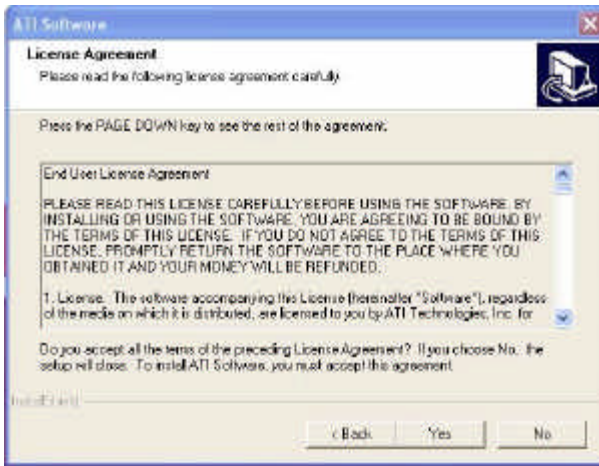 ATI Software
License Agreement
Please read the following license agreement carefully.
Press the PAGE DOWN key to see the rest of the agreement.
End User License Agreement
PLEASE READ THIS LICENSE CAREFULLY BEFORE USING THE SOFTWARE. BY
INSTALLING OR USING THE SOFTWARE, YOU ARE AGREEING TO BE BOUND BY
THE TERMS OF THIS LICENSE. IF YOU DO NOT AGREE TO THE TERMS OF THIS
LICENSE, PROMPTLY RETURN THE SOFTWARE TO THE PLACE WHERE YOU
OBTAINED IT AND YOUR MONEY WILL BE REFUNDED.
1. License. The software accompanying this License (hereinafter "Software"), regardless
of the media on which it is distributed, are licensed to you by ATI Technologies, Inc. for
Do you accept all the terms of the preceding License Agreement? If you choose No, the
setup will close. To install ATI Software, you must accept this agreement.
InstallShield
< Back
Yes
No